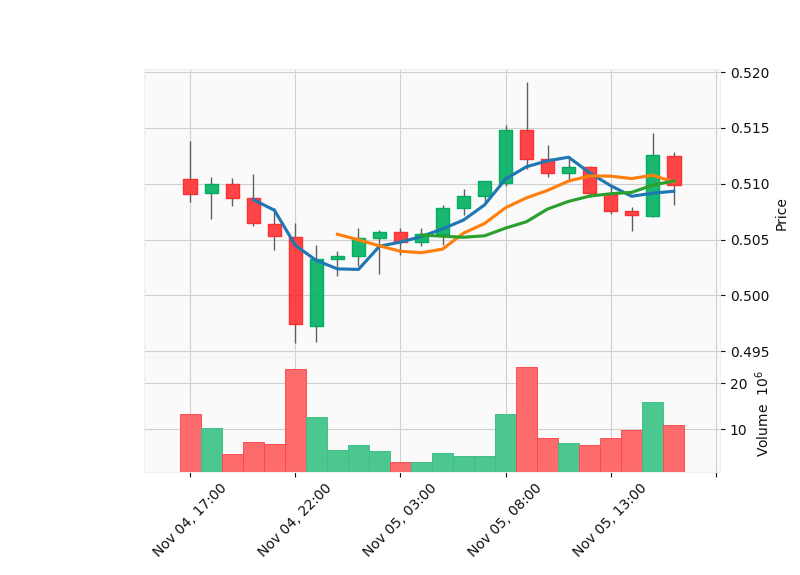 0.520
0.515
0.510
0.505
0.500
0.495
Price
20
10
Volume 10^6
Nov 04, 17:00
Nov 04, 22:00
Nov 05, 03:00
Nov 05, 08:00
Nov 05, 13:00